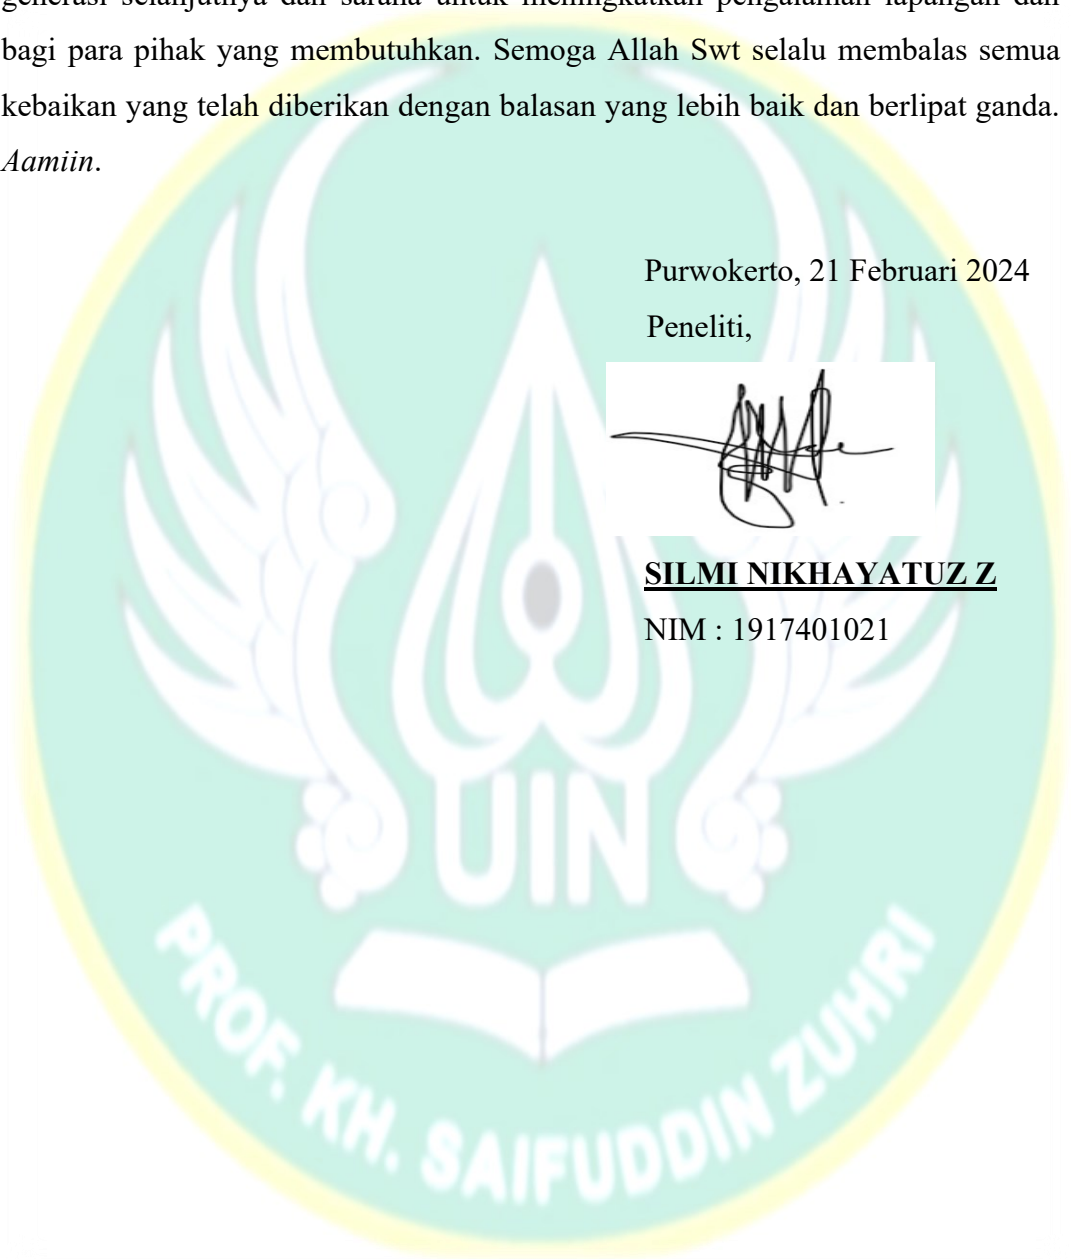 generasi selanjutnya dan sarana untuk meningkatkan pengalaman lapangan dan
bagi para pihak yang membutuhkan. Semoga Allah Swt selalu membalas semua
kebaikan yang telah diberikan dengan balasan yang lebih baik dan berlipat ganda.
Aamiin.
Purwokerto, 21 Februari 2024
Peneliti,
SILMI NIKHAYATUZ Z
NIM : 1917401021
UIN
PROF. KH. SAIFUDDIN ZUHRI